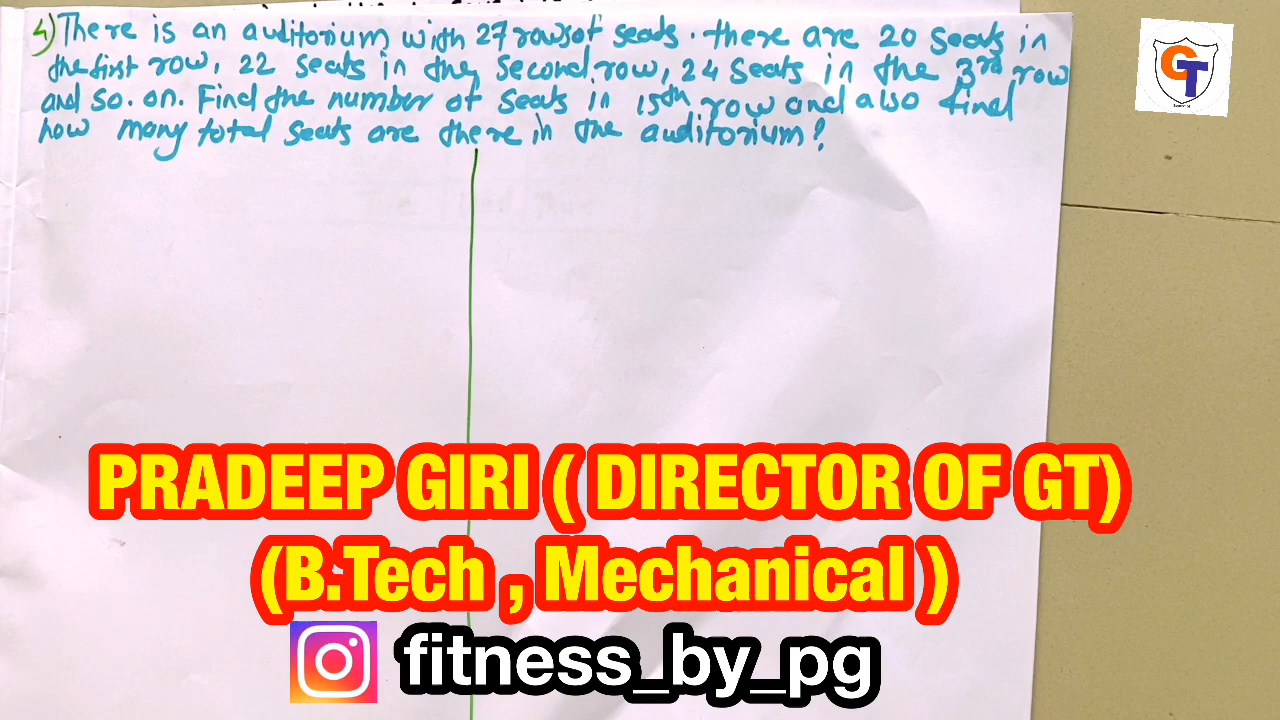 4) There is an auditorium with 27 rows of seats. there are 20 seats in
the first row, 22 seats in the second row, 24 seats in the 3rd row
and so. on. Find the number of seats in 15th row and also find
how many total seats are there in the auditorium?
GT
PRADEEP GIRI ( DIRECTOR OF GT)
(B.Tech , Mechanical )
fitness_by_pg